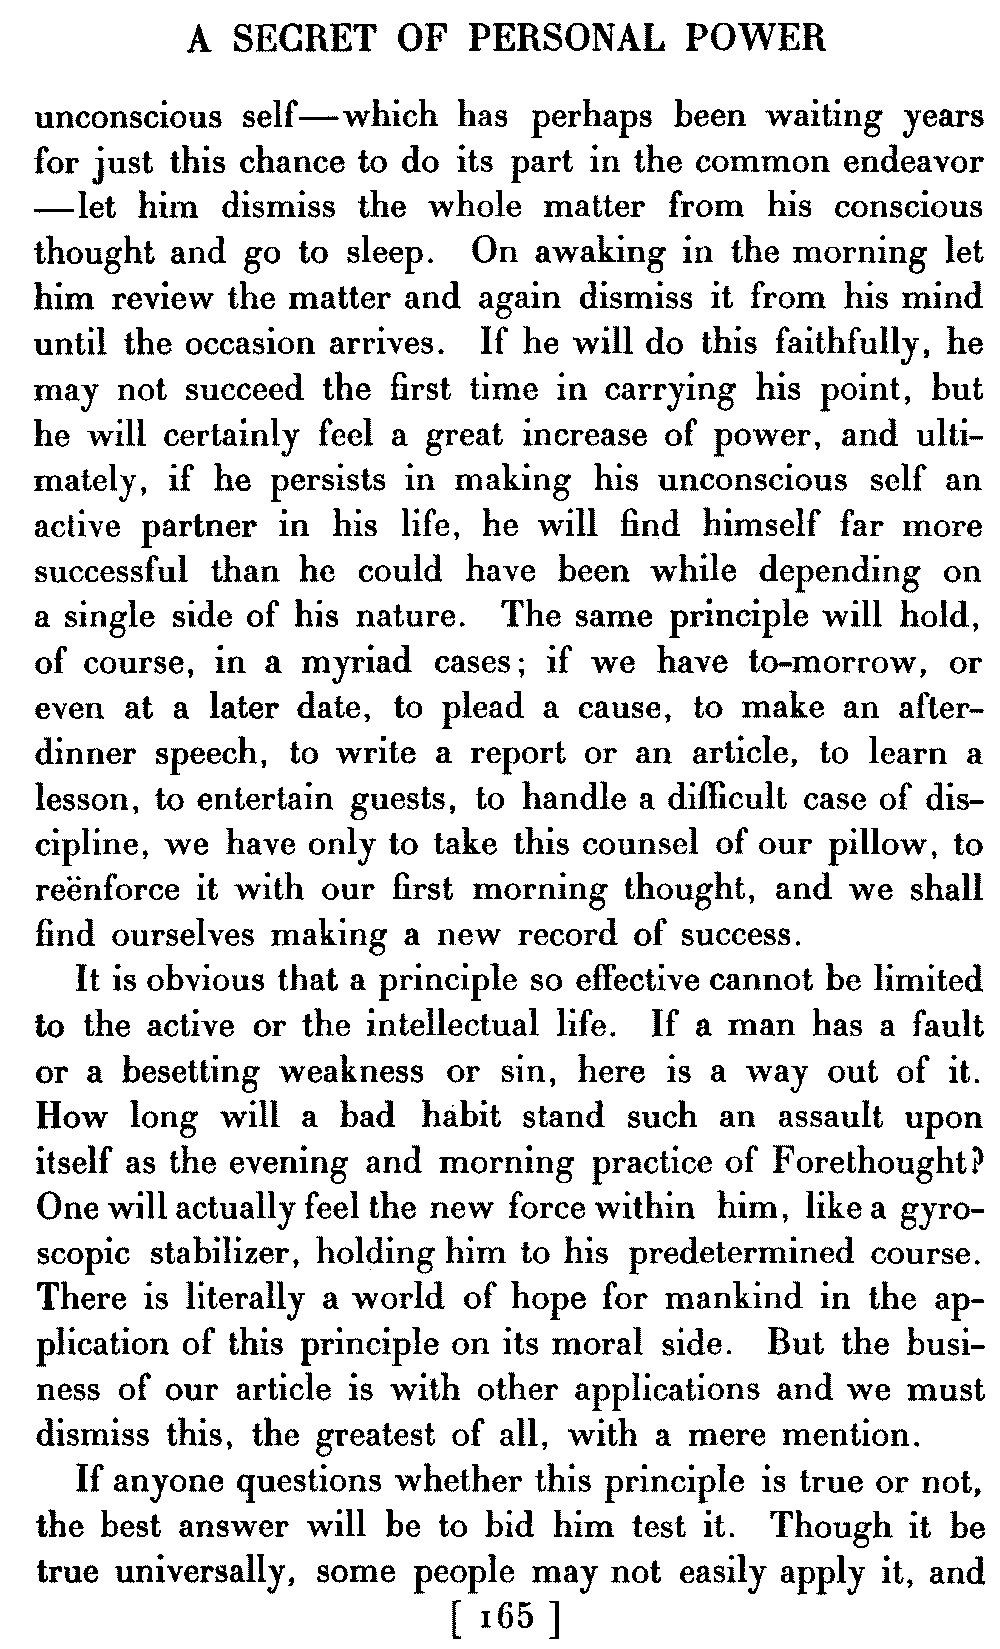 A SECRET OF PERSONAL POWER
unconscious self—which has perhaps been waiting years
for just this chance to do its part in the common endeavor
—let him dismiss the whole matter from his conscious
thought and go to sleep. On awaking in the morning let
him review the matter and again dismiss it from his mind
until the occasion arrives. If he will do this faithfully, he
may not succeed the first time in carrying his point, but
he will certainly feel a great increase of power, and ulti-
mately, if he persists in making his unconscious self an
active partner in his life, he will find himself far more
successful than he could have been while depending on
a single side of his nature. The same principle will hold,
of course, in a myriad cases; if we have to-morrow, or
even at a later date, to plead a cause, to make an after-
dinner speech, to write a report or an article, to learn a
lesson, to entertain guests, to handle a difficult case of dis-
cipline, we have only to take this counsel of our pillow, to
reënforce it with our first morning thought, and we shall
find ourselves making a new record of success.
It is obvious that a principle so effective cannot be limited
to the active or the intellectual life. If a man has a fault
or a besetting weakness or sin, here is a way out of it.
How long will a bad habit stand such an assault upon
itself as the evening and morning practice of Forethought?
One will actually feel the new force within him, like a gyro-
scopic stabilizer, holding him to his predetermined course.
There is literally a world of hope for mankind in the ap-
plication of this principle on its moral side. But the busi-
ness of our article is with other applications and we must
dismiss this, the greatest of all, with a mere mention.
If anyone questions whether this principle is true or not,
the best answer will be to bid him test it. Though it be
true universally, some people may not easily apply it, and
[ 165 ]